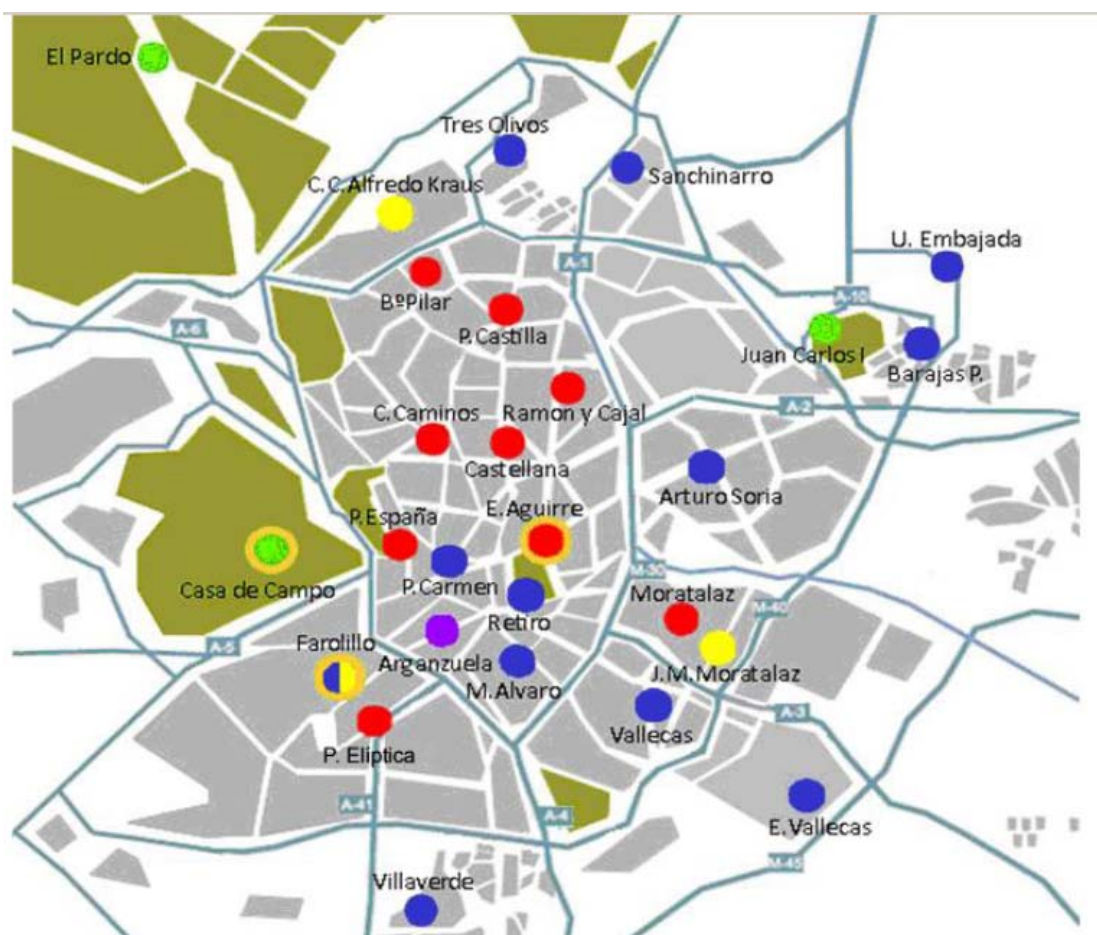 El Pardo
Tres Olivos
Sanchinarro
C.C. Alfredo Kraus
U. Embajada
A-1
BºPilar
A-10
A-6
P. Castilla
Juan Carlos I
Barajas P.
A-2
C. Caminos
Ramon y Cajal
Castellana
Arturo Soria
P. España
E. Aguirre
M-30
Casa de Campo
P. Carmen
Moratalaz
M-40
Retiro
A-5
Farolillo
Arganzuela
M. Alvaro
J. M. Moratalaz
A-3
Vallecas
P. Elíptica
A-41
A-4
E. Vallecas
M-45
Villaverde